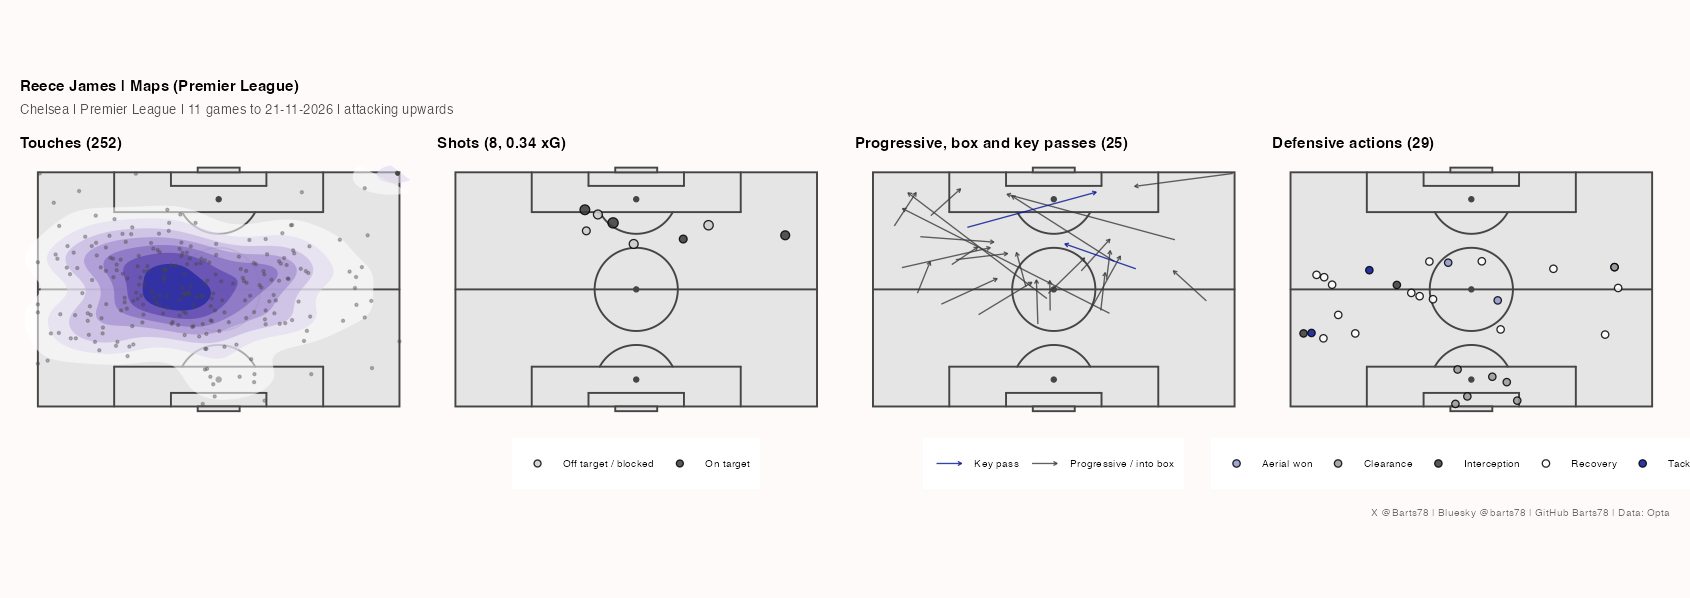 Reece James | Maps (Premier League)
Chelsea | Premier League | 11 games to 21-11-2026 | attacking upwards
Touches (252)
Shots (8, 0.34 xG)
Progressive, box and key passes (25)
Defensive actions (29)
Off target / blocked
On target
Key pass
Progressive / into box
Aerial won
Clearance
Interception
Recovery
Tack
X @Barts78 | Bluesky @barts78 | GitHub Barts78 | Data: Opta